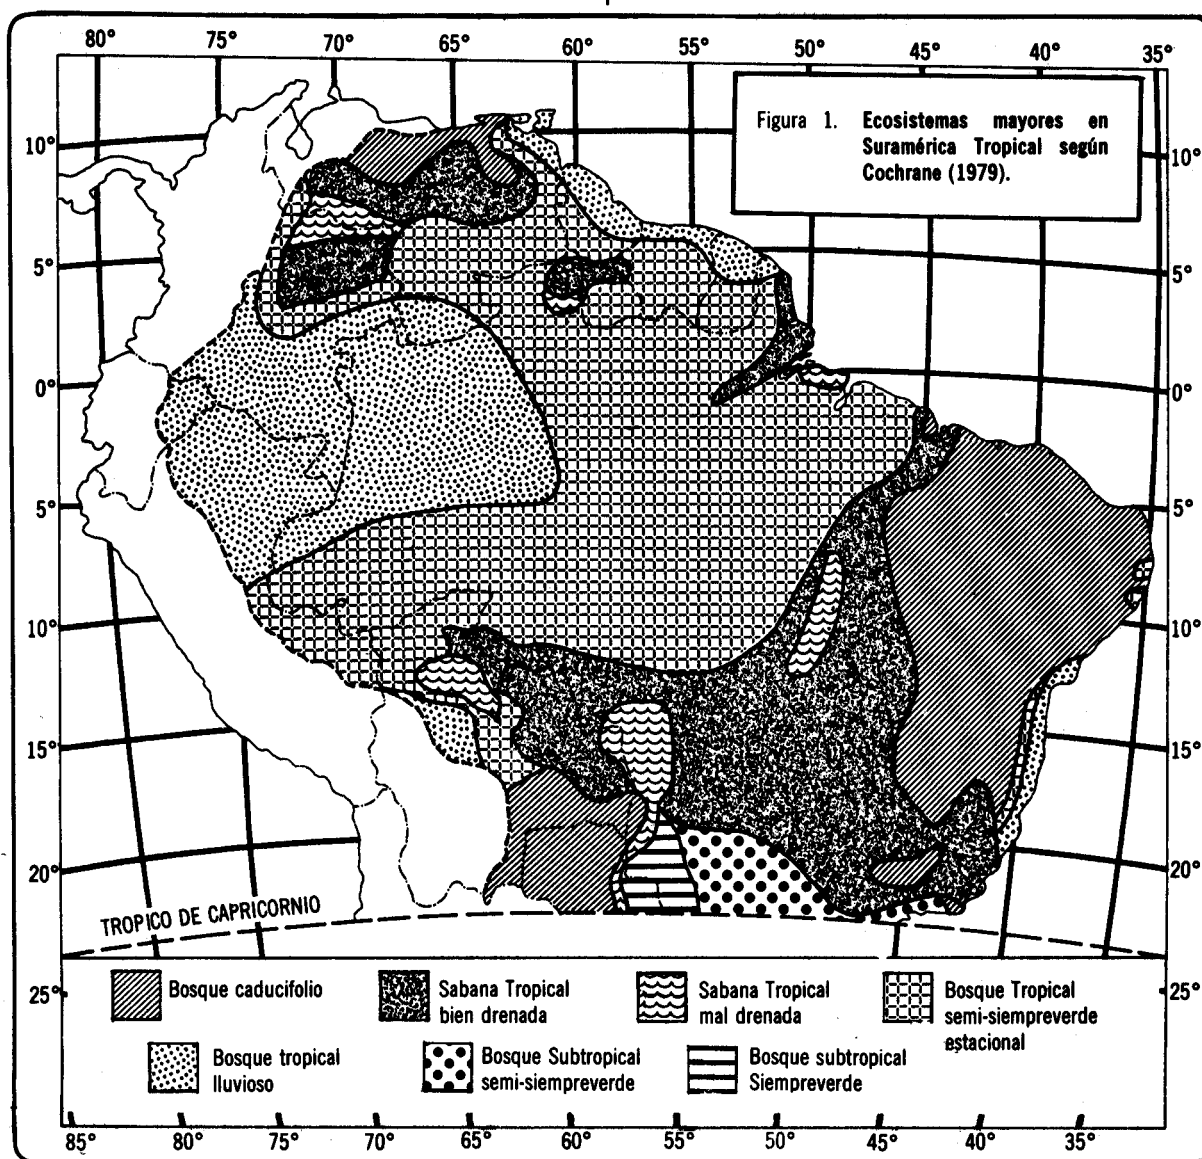 80° 75° 70° 65° 60° 55° 50° 45° 40° 35°
Figura 1. Ecosistemas mayores en
Suramérica Tropical según
Cochrane (1979).
10° 10°
5° 5°
0° 0°
5° 5°
10° 10°
15° 15°
20° 20°
TROPICO DE CAPRICORNIO
25° 25°
Bosque caducifolio
Sabana Tropical
bien drenada
Sabana Tropical
mal drenada
Bosque Tropical
semi-siempreverde
estacional
Bosque tropical
lluvioso
Bosque Subtropical
semi-siempreverde
Bosque subtropical
Siempreverde
85° 80° 75° 70° 65° 60° 55° 50° 45° 40° 35°